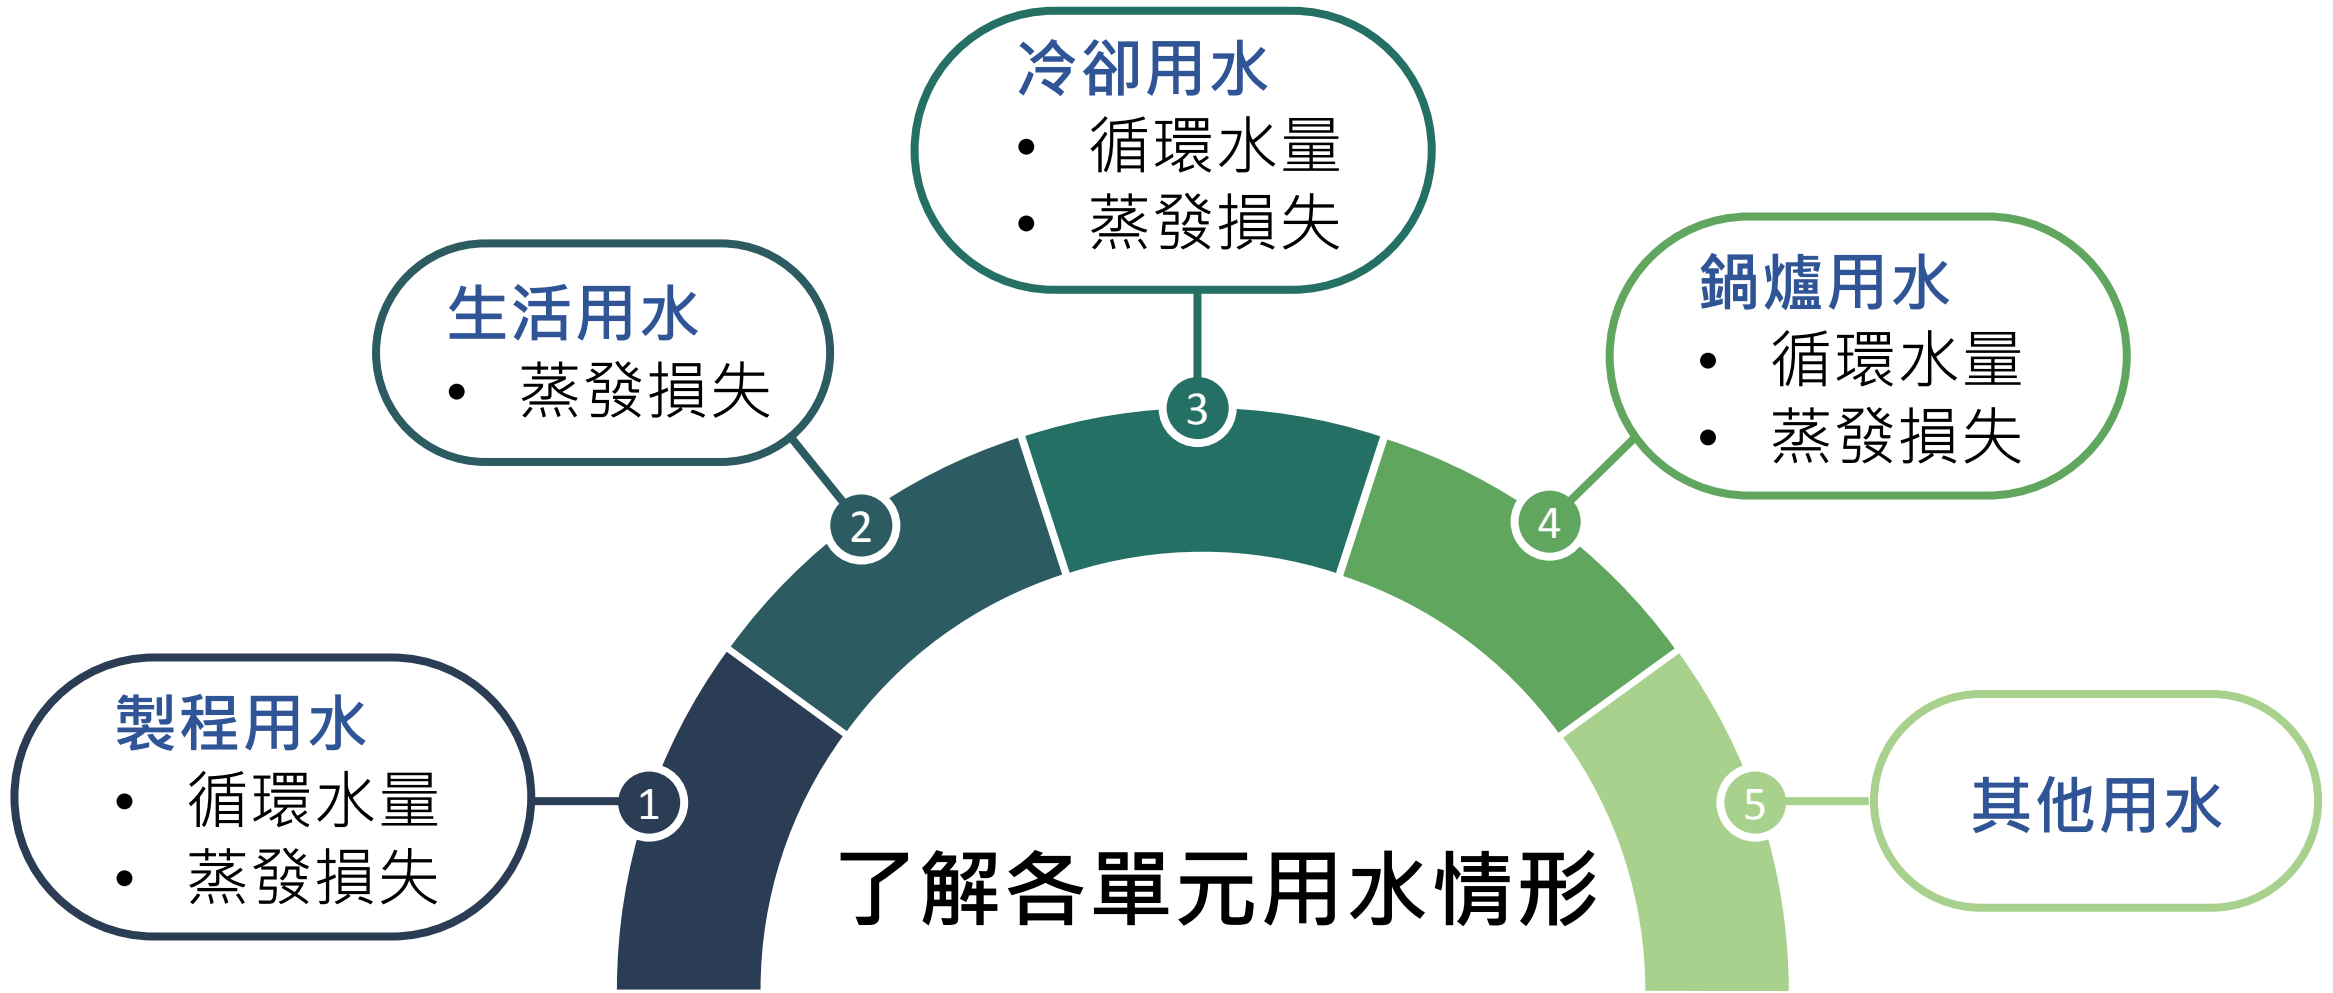 製程用水
• 循環水量
• 蒸發損失
1
生活用水
• 蒸發損失
2
冷卻用水
• 循環水量
• 蒸發損失
3
鍋爐用水
• 循環水量
• 蒸發損失
4
其他用水
5
了解各單元用水情形